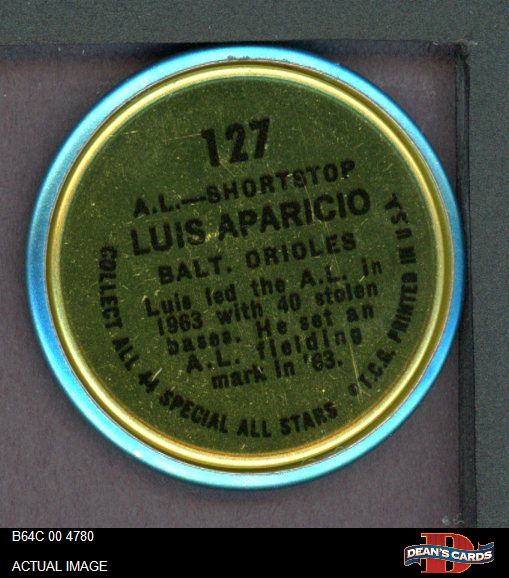 127
A.L.—SHORTSTOP
LUIS APARICIO
BALT. ORIOLES
Luis led the A.L. in
1963 with 40 stolen
bases. He set an
A.L. fielding
mark in '63.
COLLECT ALL 44 SPECIAL ALL STARS
©T.C.G. PRINTED IN U.S.A.
B64C 00 4780
ACTUAL IMAGE
DEAN'S CARDS